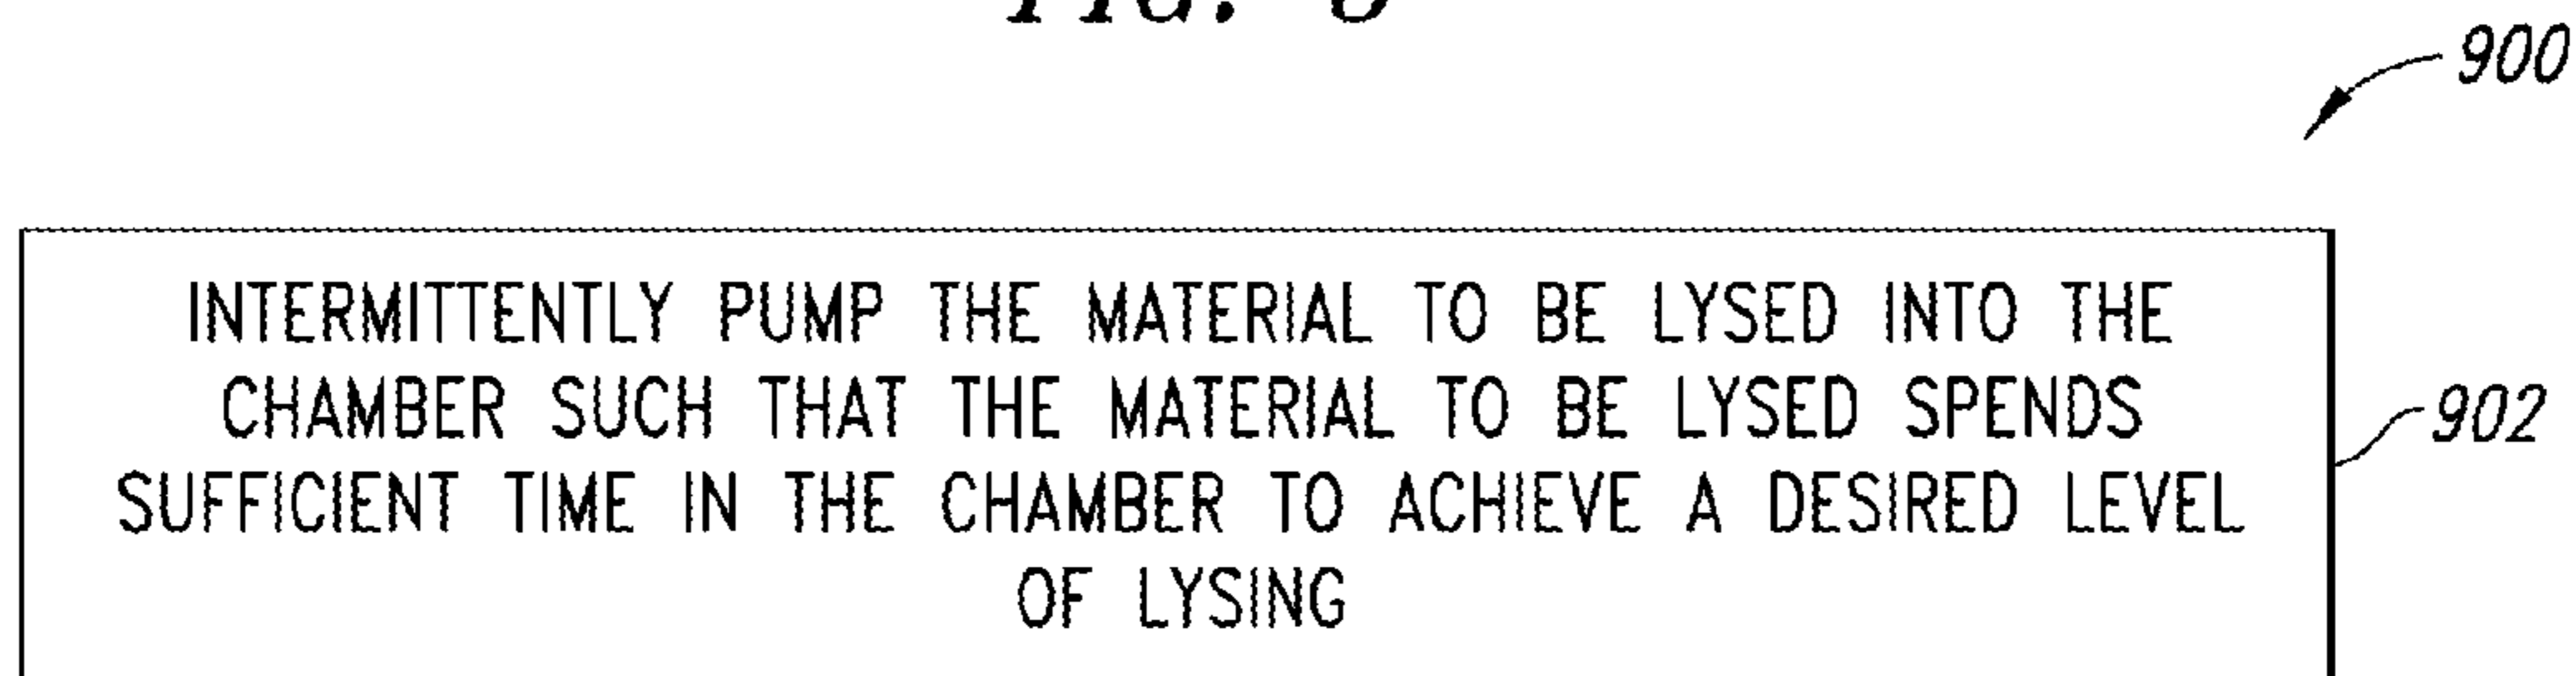 FIG.
900
INTERMITTENTLY PUMP THE MATERIAL TO BE LYSED INTO THE
CHAMBER SUCH THAT THE MATERIAL TO BE LYSED SPENDS
902
SUFFICIENT TIME IN THE CHAMBER TO ACHIEVE A DESIRED LEVEL
OF LYSING